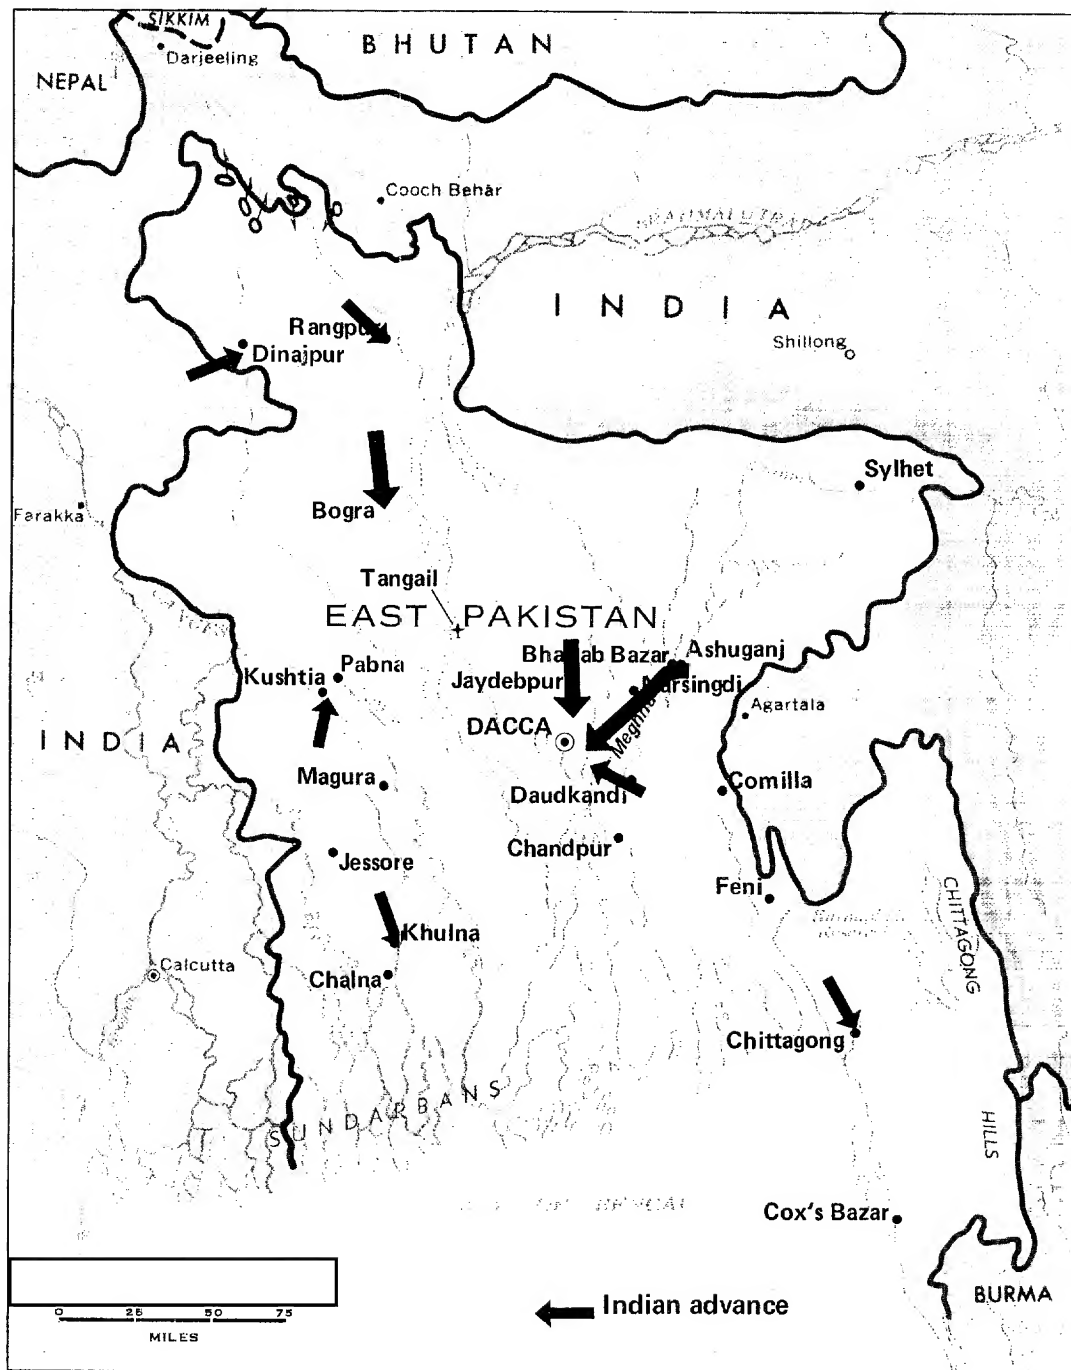 SIKKIM
BHUTAN
Darjeeling
NEPAL
Cooch Behar
INDIA
Shillong
Rangpur
Dinajpur
Sylhet
Bogra
Farakka
Tangail
EAST PAKISTAN
Ashuganj
Pabna
Kushtia
Jaydebpur
Narsingdi
Agartala
DACCA
Meghna
INDIA
Magura
Comilla
Daudkandi
Chandpur
Jessore
Feni
CHITTAGONG
HILLS
Khulna
Calcutta
Chalna
Chittagong
SUNDARBANS
Cox's Bazar
BURMA
Indian advance
0 25 50 75
MILES